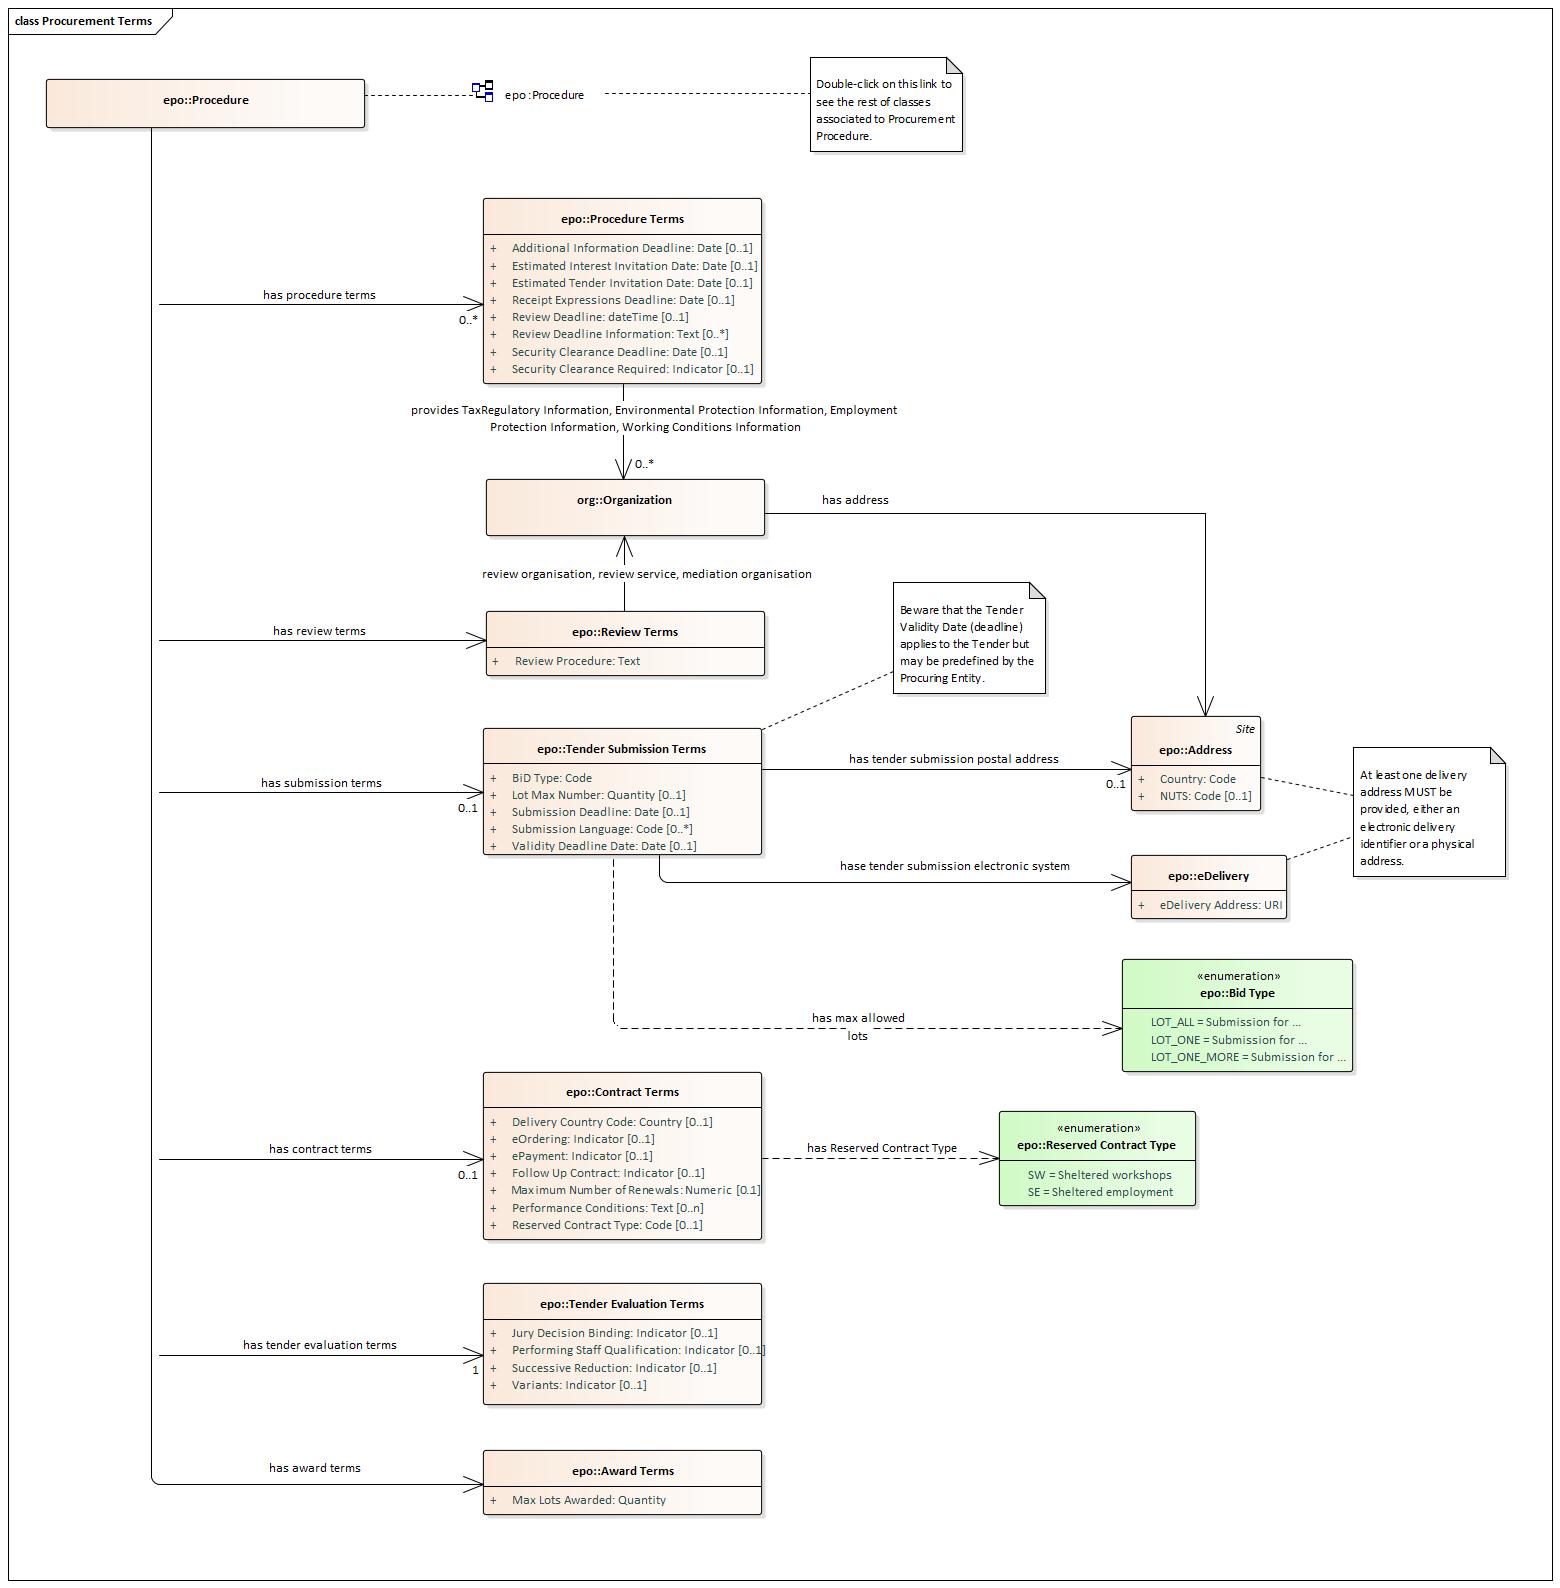 class Procurement Terms
epo::Procedure
epo :Procedure
Double-click on this link to
see the rest of classes
associated to Procurement
Procedure.
epo::Procedure Terms
+ Additional Information Deadline: Date [0..1]
+ Estimated Interest Invitation Date: Date [0..1]
+ Estimated Tender Invitation Date: Date [0..1]
+ Receipt Expressions Deadline: Date [0..1]
+ Review Deadline: dateTime [0..1]
+ Review Deadline Information: Text [0..*]
+ Security Clearance Deadline: Date [0..1]
+ Security Clearance Required: Indicator [0..1]
has procedure terms
0..*
provides TaxRegulatory Information, Environmental Protection Information, Employment
Protection Information, Working Conditions Information
0..*
org::Organization
has address
review organisation, review service, mediation organisation
epo::Review Terms
+ Review Procedure: Text
has review terms
Beware that the Tender
Validity Date (deadline)
applies to the Tender but
may be predefined by the
Procuring Entity.
epo::Tender Submission Terms
+ BiD Type: Code
+ Lot Max Number: Quantity [0..1]
+ Submission Deadline: Date [0..1]
+ Submission Language: Code [0..*]
+ Validity Deadline Date: Date [0..1]
has submission terms
0..1
has tender submission postal address
0..1
Site
epo::Address
+ Country: Code
+ NUTS: Code [0..1]
At least one delivery
address MUST be
provided, either an
electronic delivery
identifier or a physical
address.
hase tender submission electronic system
epo::eDelivery
+ eDelivery Address: URI
«enumeration»
epo::Bid Type
LOT_ALL = Submission for ...
LOT_ONE = Submission for ...
LOT_ONE_MORE = Submission for ...
has max allowed
lots
epo::Contract Terms
+ Delivery Country Code: Country [0..1]
+ eOrdering: Indicator [0..1]
+ ePayment: Indicator [0..1]
+ Follow Up Contract: Indicator [0..1]
+ Maximum Number of Renewals: Numeric [0.1]
+ Performance Conditions: Text [0..n]
+ Reserved Contract Type: Code [0..1]
has contract terms
0..1
has Reserved Contract Type
«enumeration»
epo::Reserved Contract Type
SW = Sheltered workshops
SE = Sheltered employment
epo::Tender Evaluation Terms
+ Jury Decision Binding: Indicator [0..1]
+ Performing Staff Qualification: Indicator [0..1]
+ Successive Reduction: Indicator [0..1]
+ Variants: Indicator [0..1]
has tender evaluation terms
1
has award terms
epo::Award Terms
+ Max Lots Awarded: Quantity